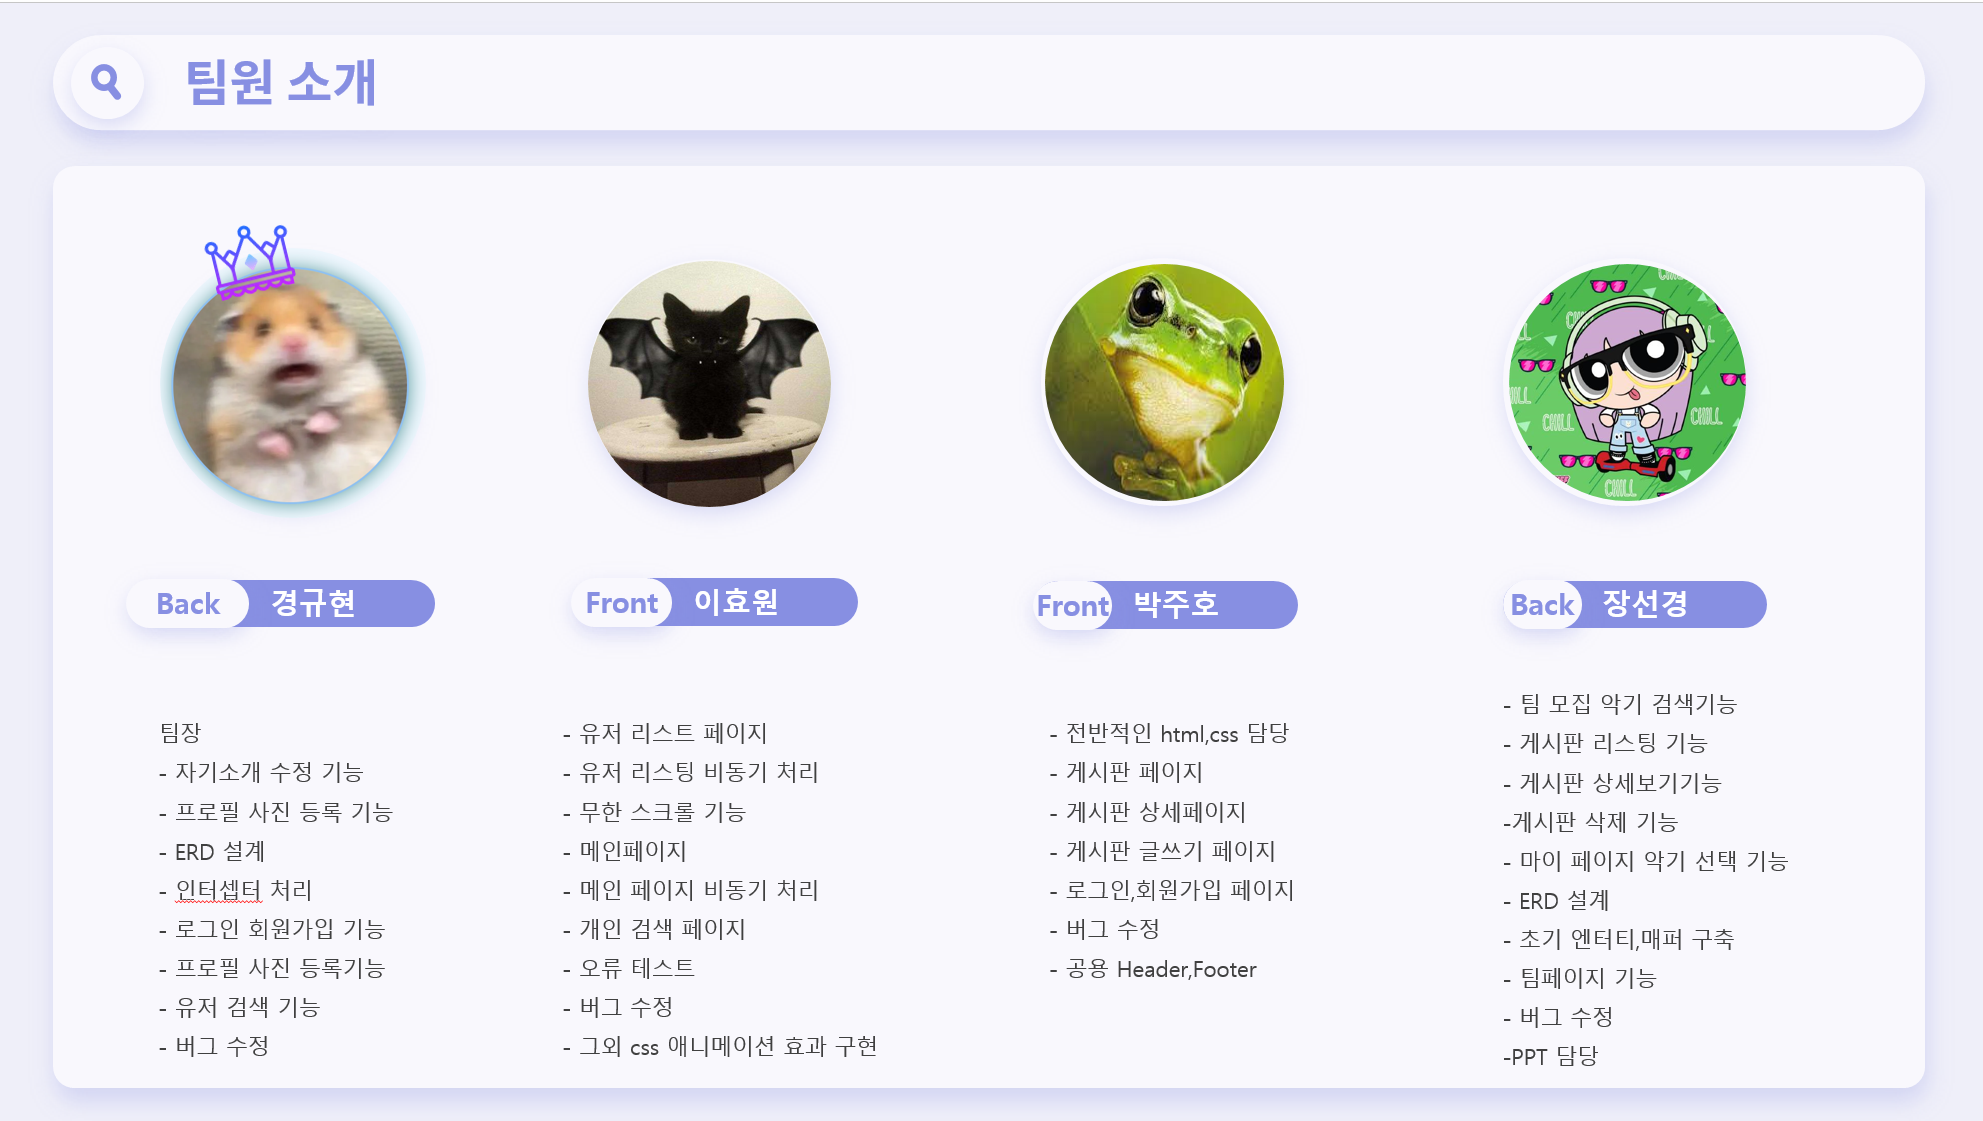 팀원 소개
Back 경규현
팀장
- 자기소개 수정 기능
- 프로필 사진 등록 기능
- ERD 설계
- 인터셉터 처리
- 로그인 회원가입 기능
- 프로필 사진 등록기능
- 유저 검색 기능
- 버그 수정
Front 이효원
- 유저 리스트 페이지
- 유저 리스팅 비동기 처리
- 무한 스크롤 기능
- 메인페이지
- 메인 페이지 비동기 처리
- 개인 검색 페이지
- 오류 테스트
- 버그 수정
- 그외 css 애니메이션 효과 구현
Front 박주호
- 전반적인 html,css 담당
- 게시판 페이지
- 게시판 상세페이지
- 게시판 글쓰기 페이지
- 로그인,회원가입 페이지
- 버그 수정
- 공용 Header,Footer
CHILL
CHILL
CHILL
Back 장선경
- 팀 모집 악기 검색기능
- 게시판 리스팅 기능
- 게시판 상세보기기능
-게시판 삭제 기능
- 마이 페이지 악기 선택 기능
- ERD 설계
- 초기 엔터티,매퍼 구축
- 팀페이지 기능
- 버그 수정
-PPT 담당